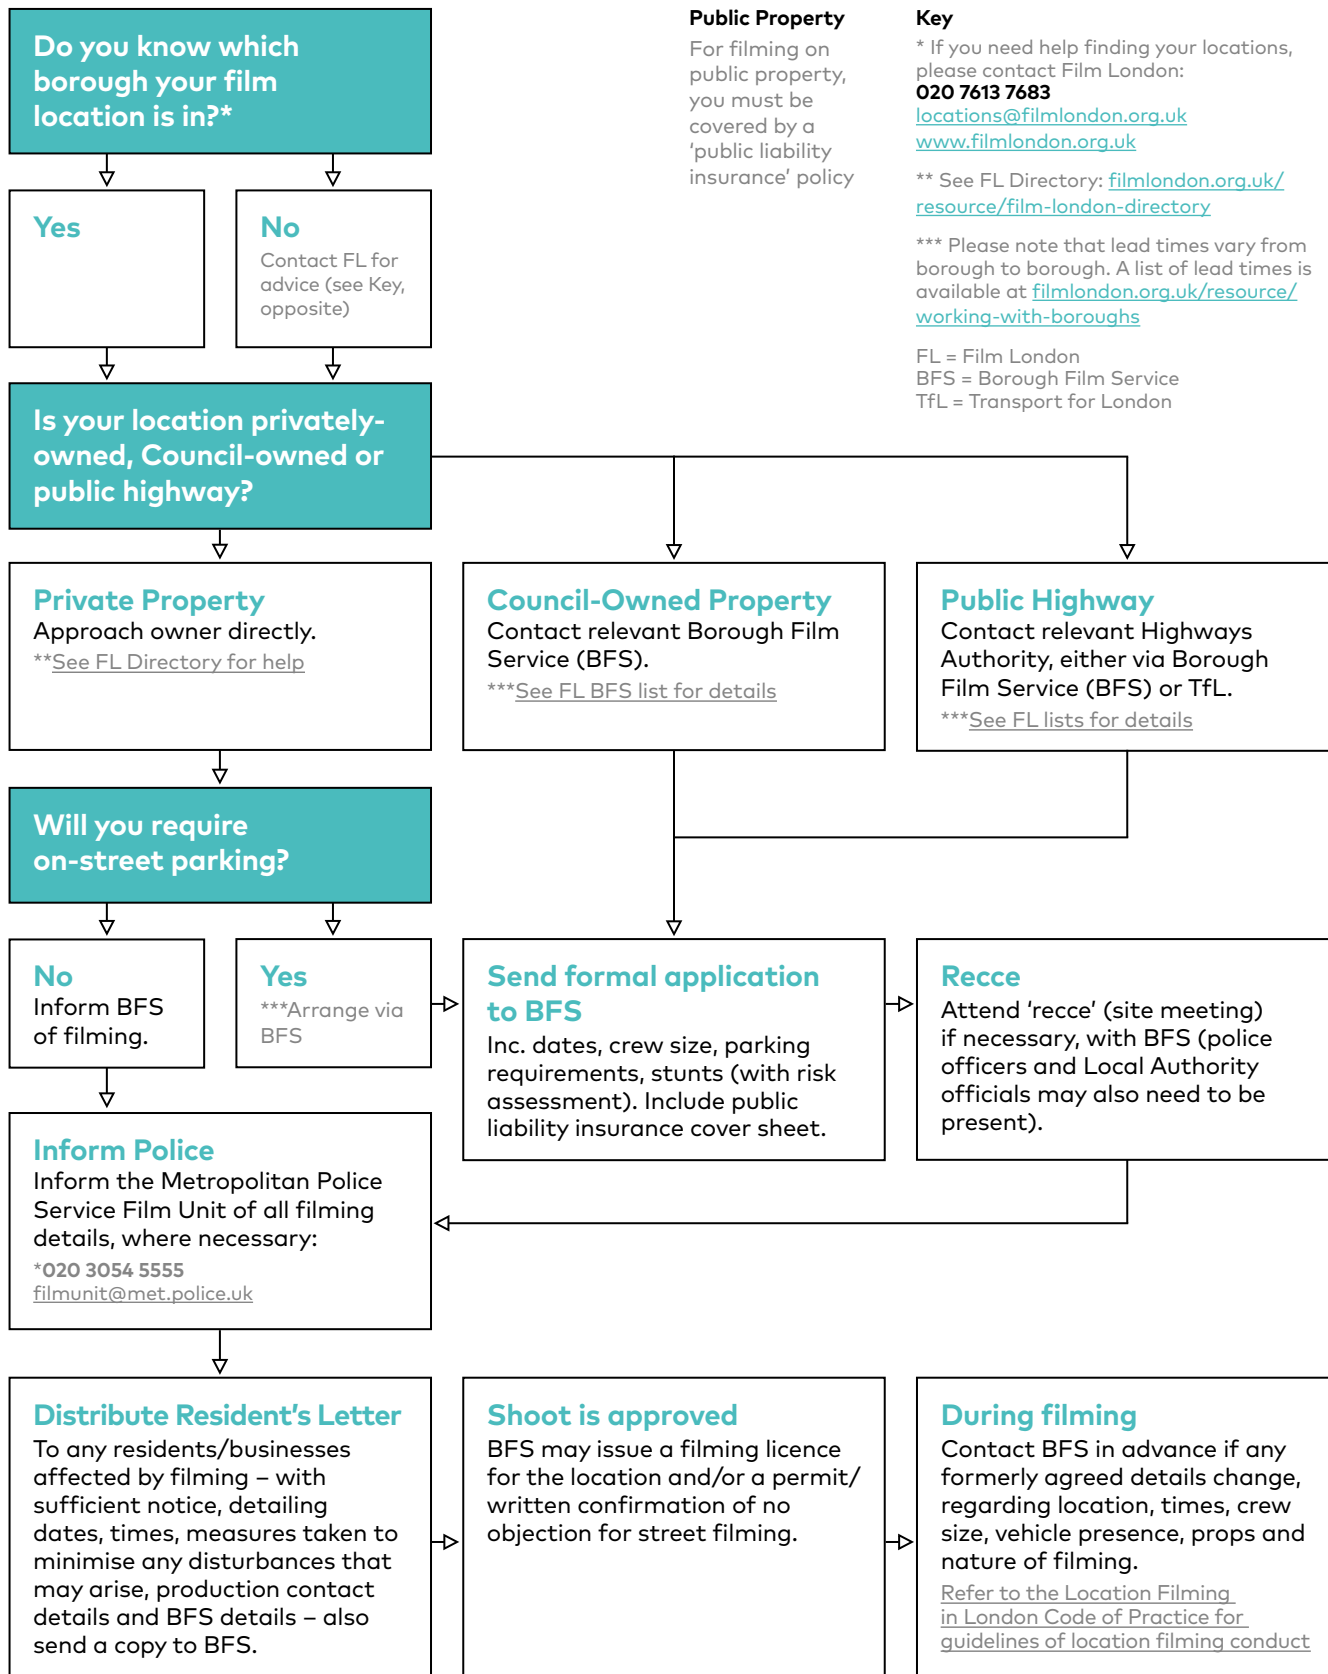 Do you know which
borough your film
location is in?*
Public Property
For filming on
public property,
you must be
covered by a
‘public liability
insurance’ policy
Key
* If you need help finding your locations,
please contact Film London:
020 7613 7683
locations@filmlondon.org.uk
www.filmlondon.org.uk
** See FL Directory: filmlondon.org.uk/
resource/film-london-directory
*** Please note that lead times vary from
borough to borough. A list of lead times is
available at filmlondon.org.uk/resource/
working-with-boroughs
FL = Film London
BFS = Borough Film Service
TfL = Transport for London
Yes
No
Contact FL for
advice (see Key,
opposite)
Is your location privately-
owned, Council-owned or
public highway?
Private Property
Approach owner directly.
**See FL Directory for help
Council-Owned Property
Contact relevant Borough Film
Service (BFS).
***See FL BFS list for details
Public Highway
Contact relevant Highways
Authority, either via Borough
Film Service (BFS) or TfL.
***See FL lists for details
Will you require
on-street parking?
No
Inform BFS
of filming.
Yes
***Arrange via
BFS
Send formal application
to BFS
Inc. dates, crew size, parking
requirements, stunts (with risk
assessment). Include public
liability insurance cover sheet.
Recce
Attend ‘recce’ (site meeting)
if necessary, with BFS (police
officers and Local Authority
officials may also need to be
present).
Inform Police
Inform the Metropolitan Police
Service Film Unit of all filming
details, where necessary:
*020 3054 5555
filmunit@met.police.uk
Distribute Resident’s Letter
To any residents/businesses
affected by filming – with
sufficient notice, detailing
dates, times, measures taken to
minimise any disturbances that
may arise, production contact
details and BFS details – also
send a copy to BFS.
Shoot is approved
BFS may issue a filming licence
for the location and/or a permit/
written confirmation of no
objection for street filming.
During filming
Contact BFS in advance if any
formerly agreed details change,
regarding location, times, crew
size, vehicle presence, props and
nature of filming.
Refer to the Location Filming
in London Code of Practice for
guidelines of location filming conduct